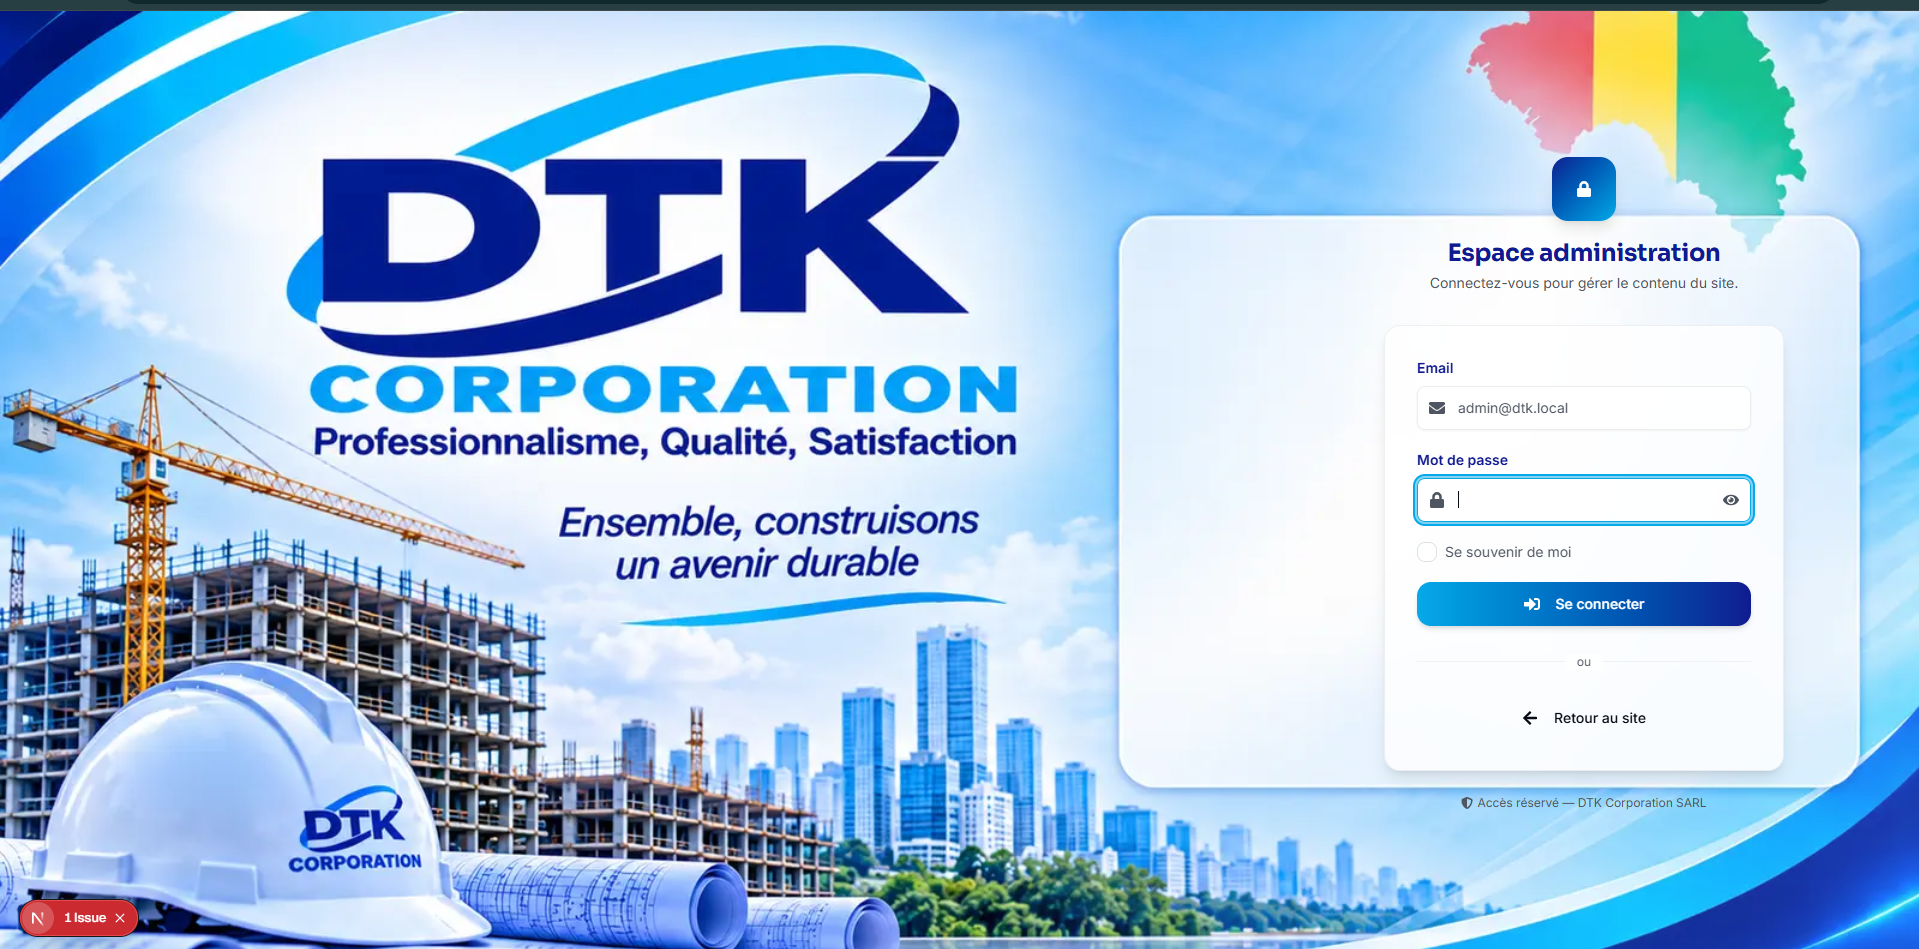 DTK
CORPORATION
Professionnalisme, Qualité, Satisfaction
Ensemble, construisons
un avenir durable
DTK
CORPORATION
N
1 Issue
Espace administration
Connectez-vous pour gérer le contenu du site.
Email
admin@dtk.local
Mot de passe
Se souvenir de moi
Se connecter
ou
Retour au site
Accès réservé — DTK Corporation SARL